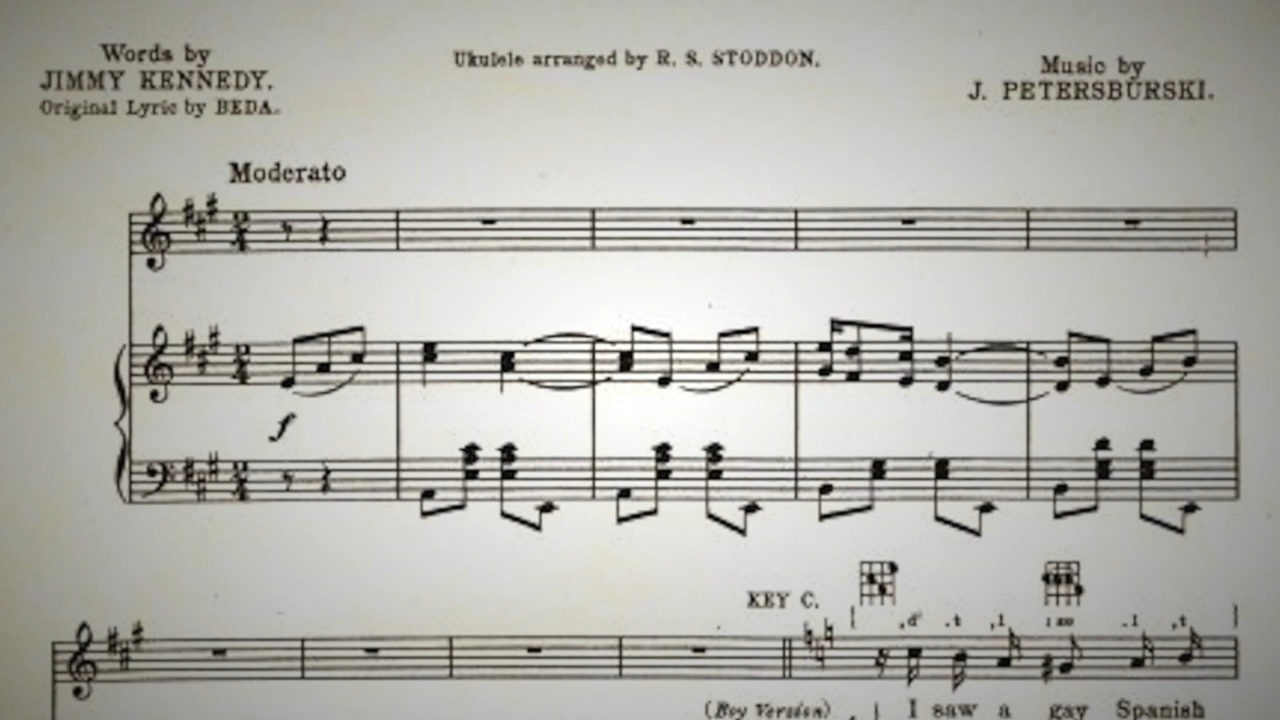 Words by
JIMMY KENNEDY.
Original Lyric by BEDA.
Ukulele arranged by R. S. STODDON.
Music by
J. PETERSBURSKI.
Moderato
f
KEY C.
,d' .t ,l :se .l ,t
(Boy Version) I saw a gay Spanish